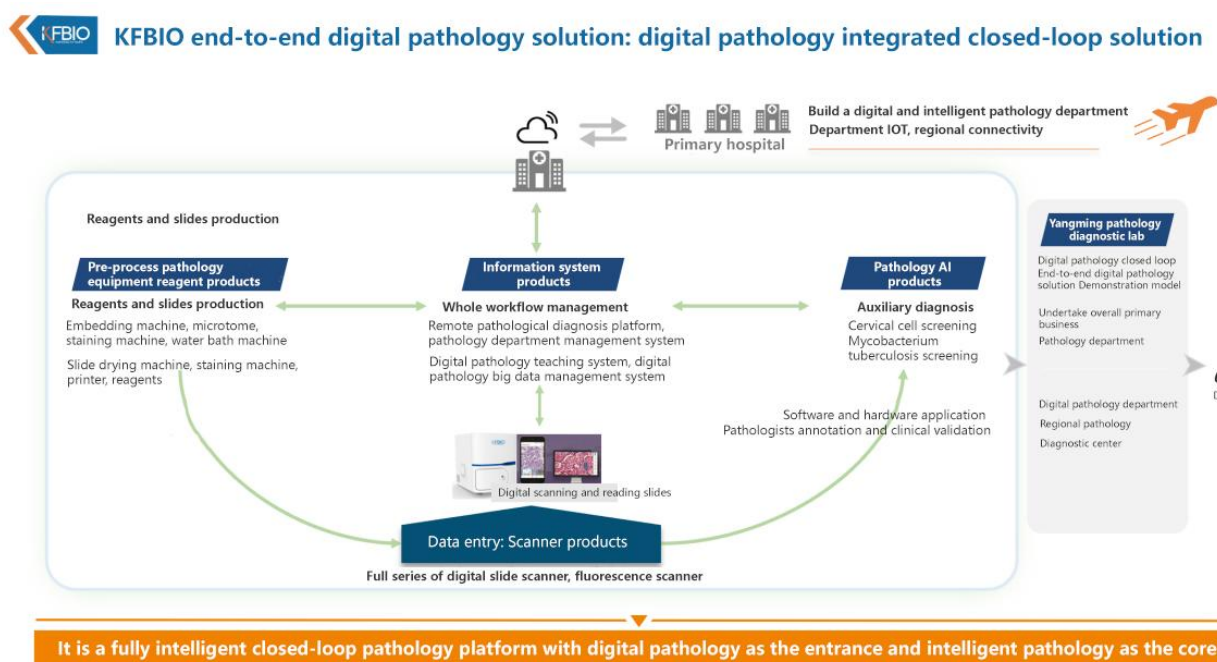 KFBIO
KFBIO end-to-end digital pathology solution: digital pathology integrated closed-loop solution
Primary hospital
Build a digital and intelligent pathology department
Department IOT, regional connectivity
Reagents and slides production
Pre-process pathology
equipment reagent products
Reagents and slides production
Embedding machine, microtome,
staining machine, water bath machine
Slide drying machine, staining machine,
printer, reagents
Information system
products
Whole workflow management
Remote pathological diagnosis platform,
pathology department management system
Digital pathology teaching system, digital
pathology big data management system
Pathology AI
products
Auxiliary diagnosis
Cervical cell screening
Mycobacterium
tuberculosis screening
Software and hardware application
Pathologists annotation and clinical validation
KFBIO
Digital scanning and reading slides
Data entry: Scanner products
Full series of digital slide scanner, fluorescence scanner
Yangming pathology
diagnostic lab
Digital pathology closed loop
End-to-end digital pathology
solution Demonstration model
Undertake overall primary
business
Pathology department
Digital pathology department
Regional pathology
Diagnostic center
D
It is a fully intelligent closed-loop pathology platform with digital pathology as the entrance and intelligent pathology as the core